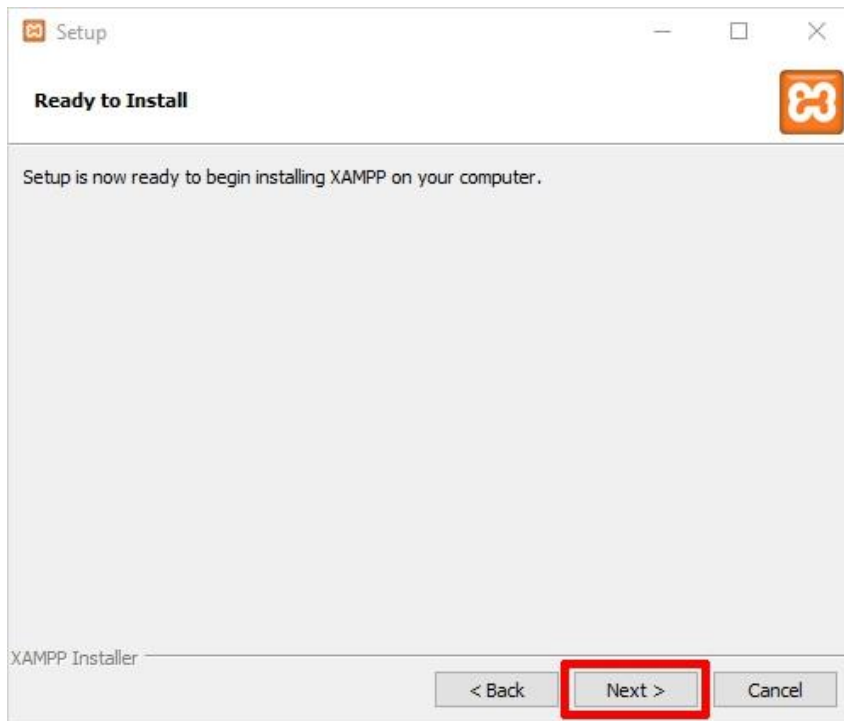 Setup
Ready to Install
Setup is now ready to begin installing XAMPP on your computer.
XAMPP Installer
< Back Next > Cancel